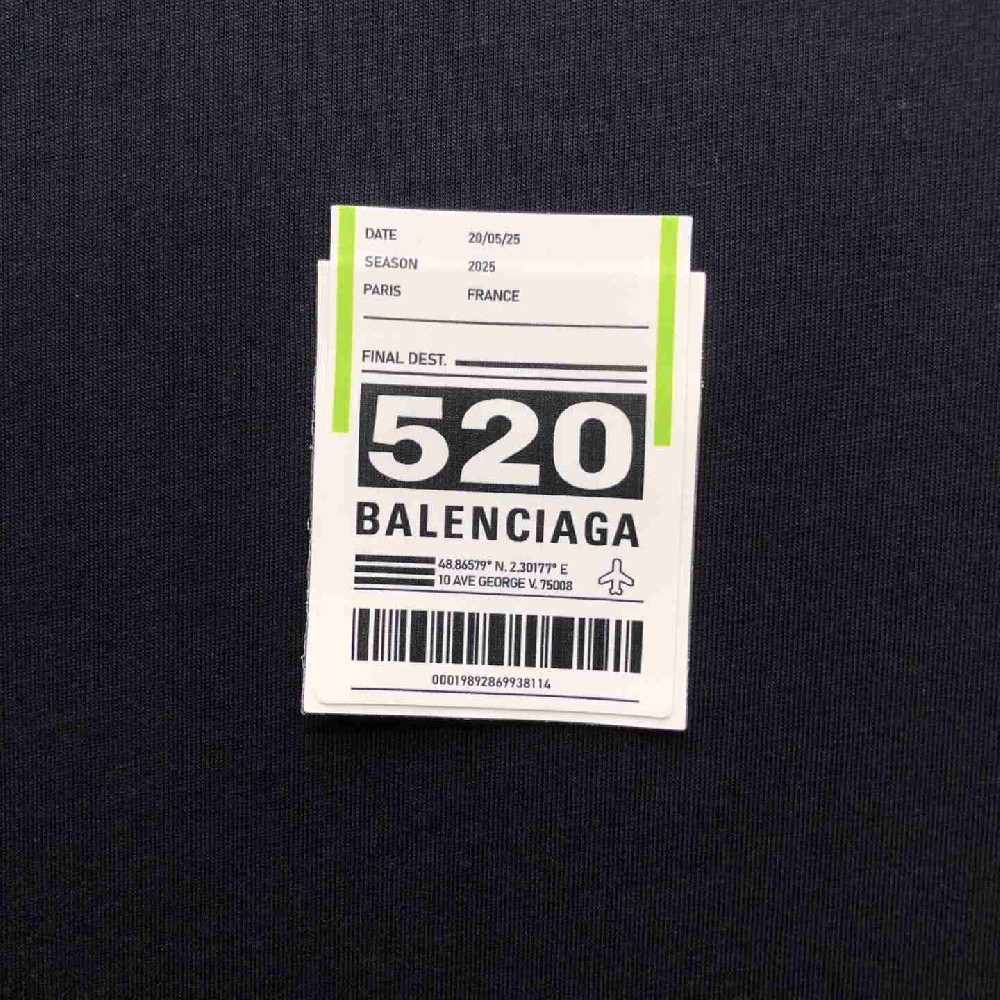 DATE 20/05/25
SEASON 2025
PARIS FRANCE
FINAL DEST.
520
BALENCIAGA
48.86579° N. 2.30177° E
10 AVE GEORGE V. 75008
00019892869938114